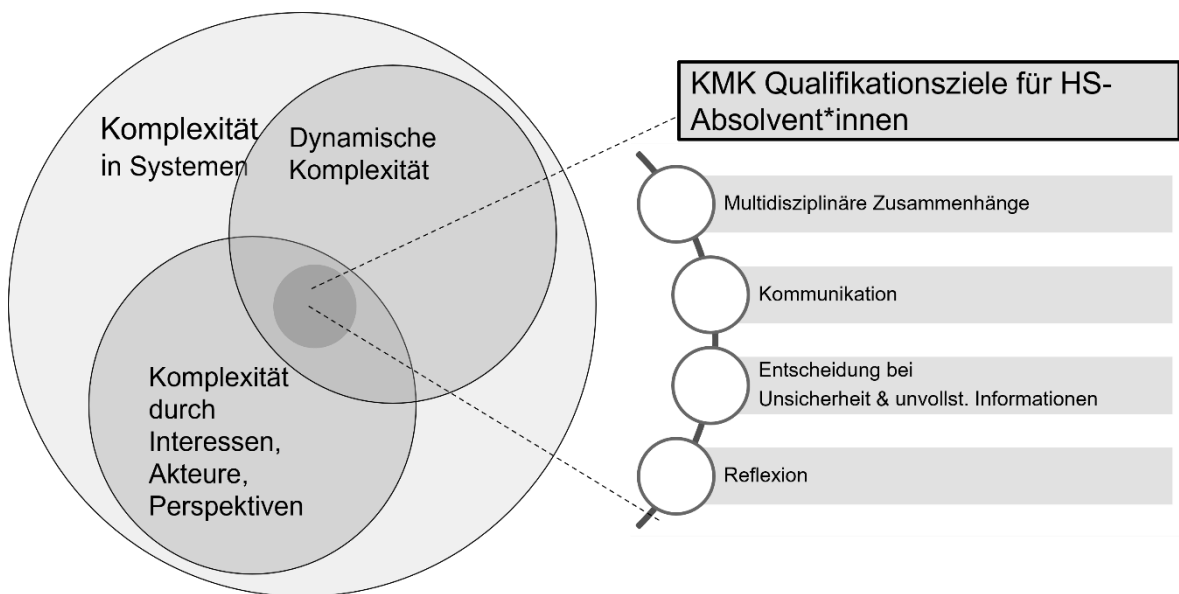 Komplexität
in Systemen
Dynamische
Komplexität
Komplexität
durch
Interessen,
Akteure,
Perspektiven
KMK Qualifikationsziele für HS-
Absolvent*innen
Multidisziplinäre Zusammenhänge
Kommunikation
Entscheidung bei
Unsicherheit & unvollst. Informationen
Reflexion